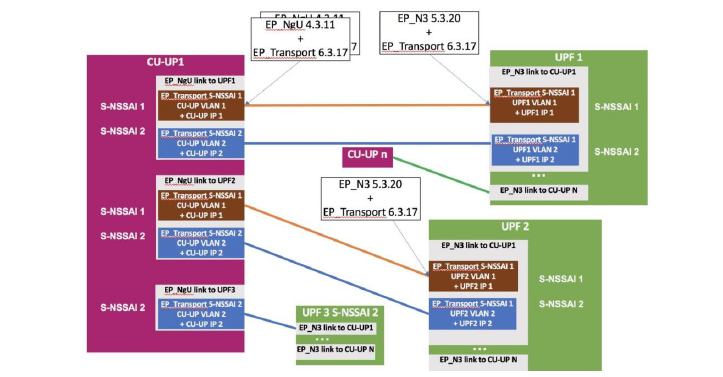 EP_NgU 4.3.11
EP_NgU 4.3.11
+
EP_Transport 6.3.17
7
EP_N3 5.3.20
+
EP_Transport 6.3.17
CU-UP1
EP_NgU link to UPF1
S-NSSAI 1
EP_Transport S-NSSAI 1
CU-UP VLAN 1
+ CU-UP IP 1
S-NSSAI 2
EP_Transport S-NSSAI 2
CU-UP VLAN 2
+ CU-UP IP 2
EP_NgU link to UPF2
S-NSSAI 1
EP_Transport S-NSSAI 1
CU-UP VLAN 1
+ CU-UP IP 1
S-NSSAI 2
EP_Transport S-NSSAI 2
CU-UP VLAN 2
+ CU-UP IP 2
EP_NgU link to UPF3
S-NSSAI 2
EP_Transport S-NSSAI 2
CU-UP VLAN 2
+ CU-UP IP 2
CU-UP n
EP_N3 5.3.20
+
EP_Transport 6.3.17
UPF 1
EP_N3 link to CU-UP1
EP_Transport S-NSSAI 1
UPF1 VLAN 1
+ UPF1 IP 1
S-NSSAI 1
EP_Transport S-NSSAI 1
UPF1 VLAN 2
+ UPF1 IP 2
S-NSSAI 2
...
EP_N3 link to CU-UP N
UPF 2
EP_N3 link to CU-UP1
EP_Transport S-NSSAI 1
UPF2 VLAN 1
+ UPF2 IP 1
S-NSSAI 1
EP_Transport S-NSSAI 1
UPF2 VLAN 2
+ UPF2 IP 2
S-NSSAI 2
...
EP_N3 link to CU-UP N
UPF 3 S-NSSAI 2
EP_N3 link to CU-UP1
...
EP_N3 link to CU-UP N